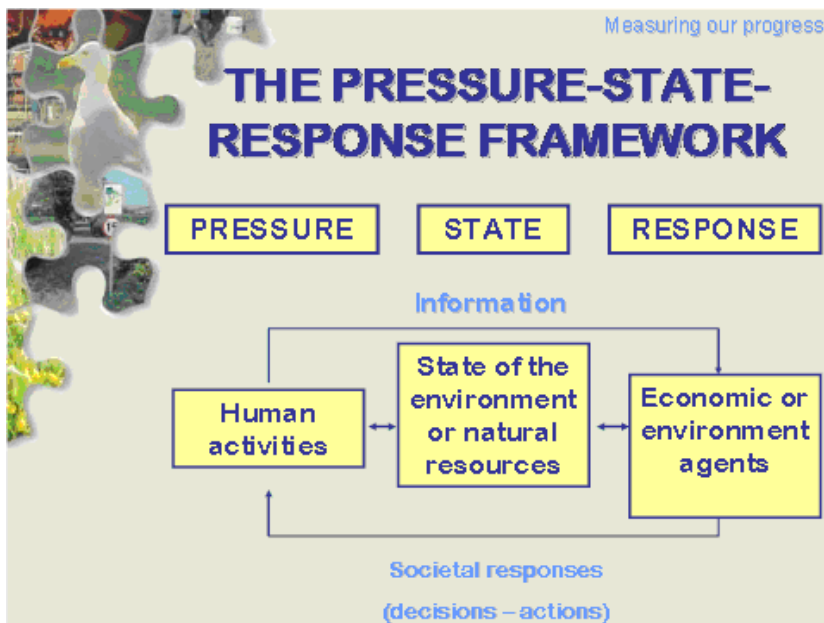 Measuring our progress
THE PRESSURE-STATE-
RESPONSE FRAMEWORK
PRESSURE
STATE
RESPONSE
Information
Human
activities
State of the
environment
or natural
resources
Economic or
environment
agents
Societal responses
(decisions – actions)